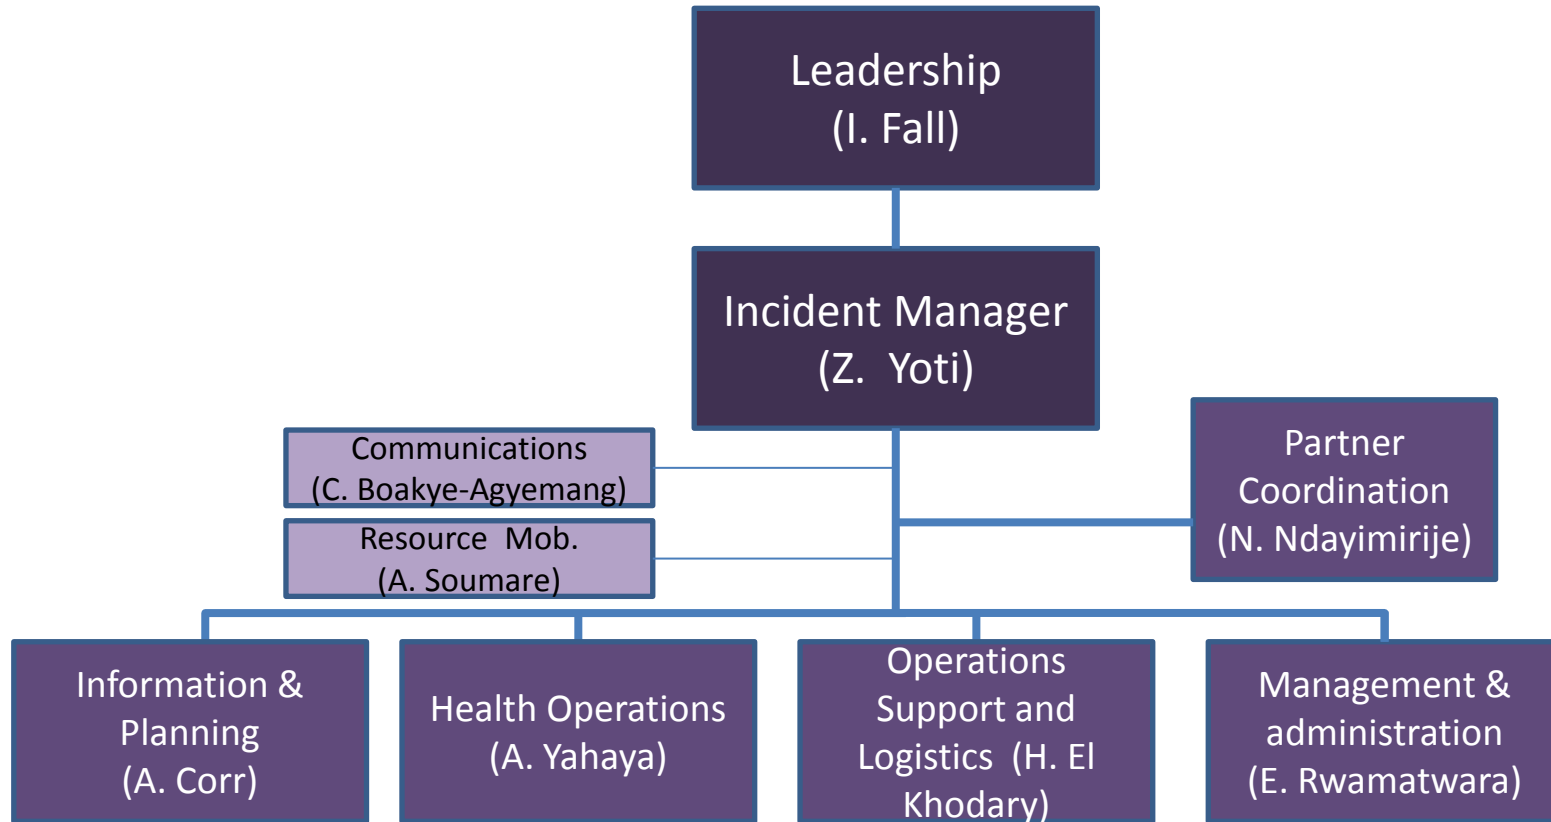 Leadership
(I. Fall)
Incident Manager
(Z.  Yoti)
Communications
(C. Boakye-Agyemang)
Resource  Mob.
(A. Soumare)
Partner
Coordination
(N. Ndayimirije)
Information &
Planning
(A. Corr)
Health Operations
(A. Yahaya)
Operations
Support and
Logistics  (H. El
Khodary)
Management &
administration
(E. Rwamatwara)